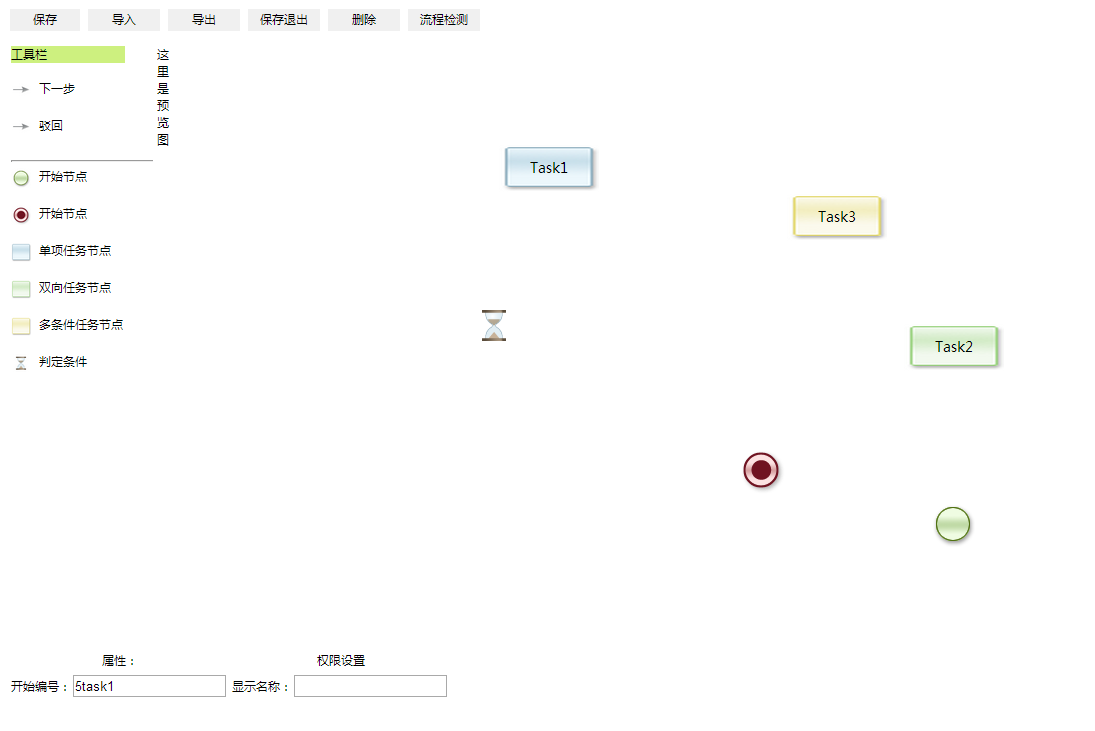 保存 导入 导出 保存退出 删除 流程检测
工具栏
下一步
驳回
开始节点
开始节点
单项任务节点
双向任务节点
多条件任务节点
判定条件
这
里
是
预
览
图
Task1
Task3
Task2
属性： 权限设置
开始编号：5task1 显示名称：